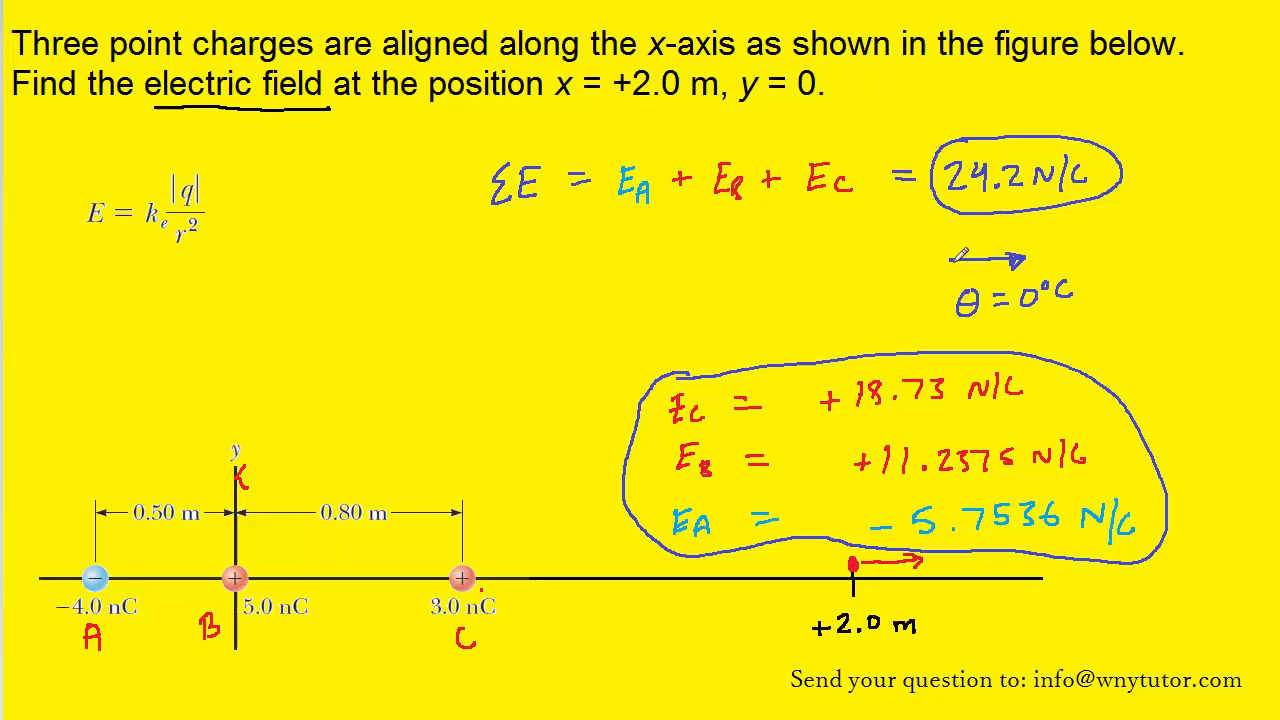 Three point charges are aligned along the x-axis as shown in the figure below.
Find the electric field at the position x = +2.0 m, y = 0.
E = kₑ |q| / r²
ΣE = E_A + E_B + E_C = 24.2 N/C
θ = 0°C
E_C = +18.73 N/C
E_B = +11.2375 N/C
E_A = -5.7536 N/C
y
K
0.50 m
0.80 m
− + +
−4.0 nC 5.0 nC 3.0 nC
A B C
+2.0 m
Send your question to: info@wnytutor.com